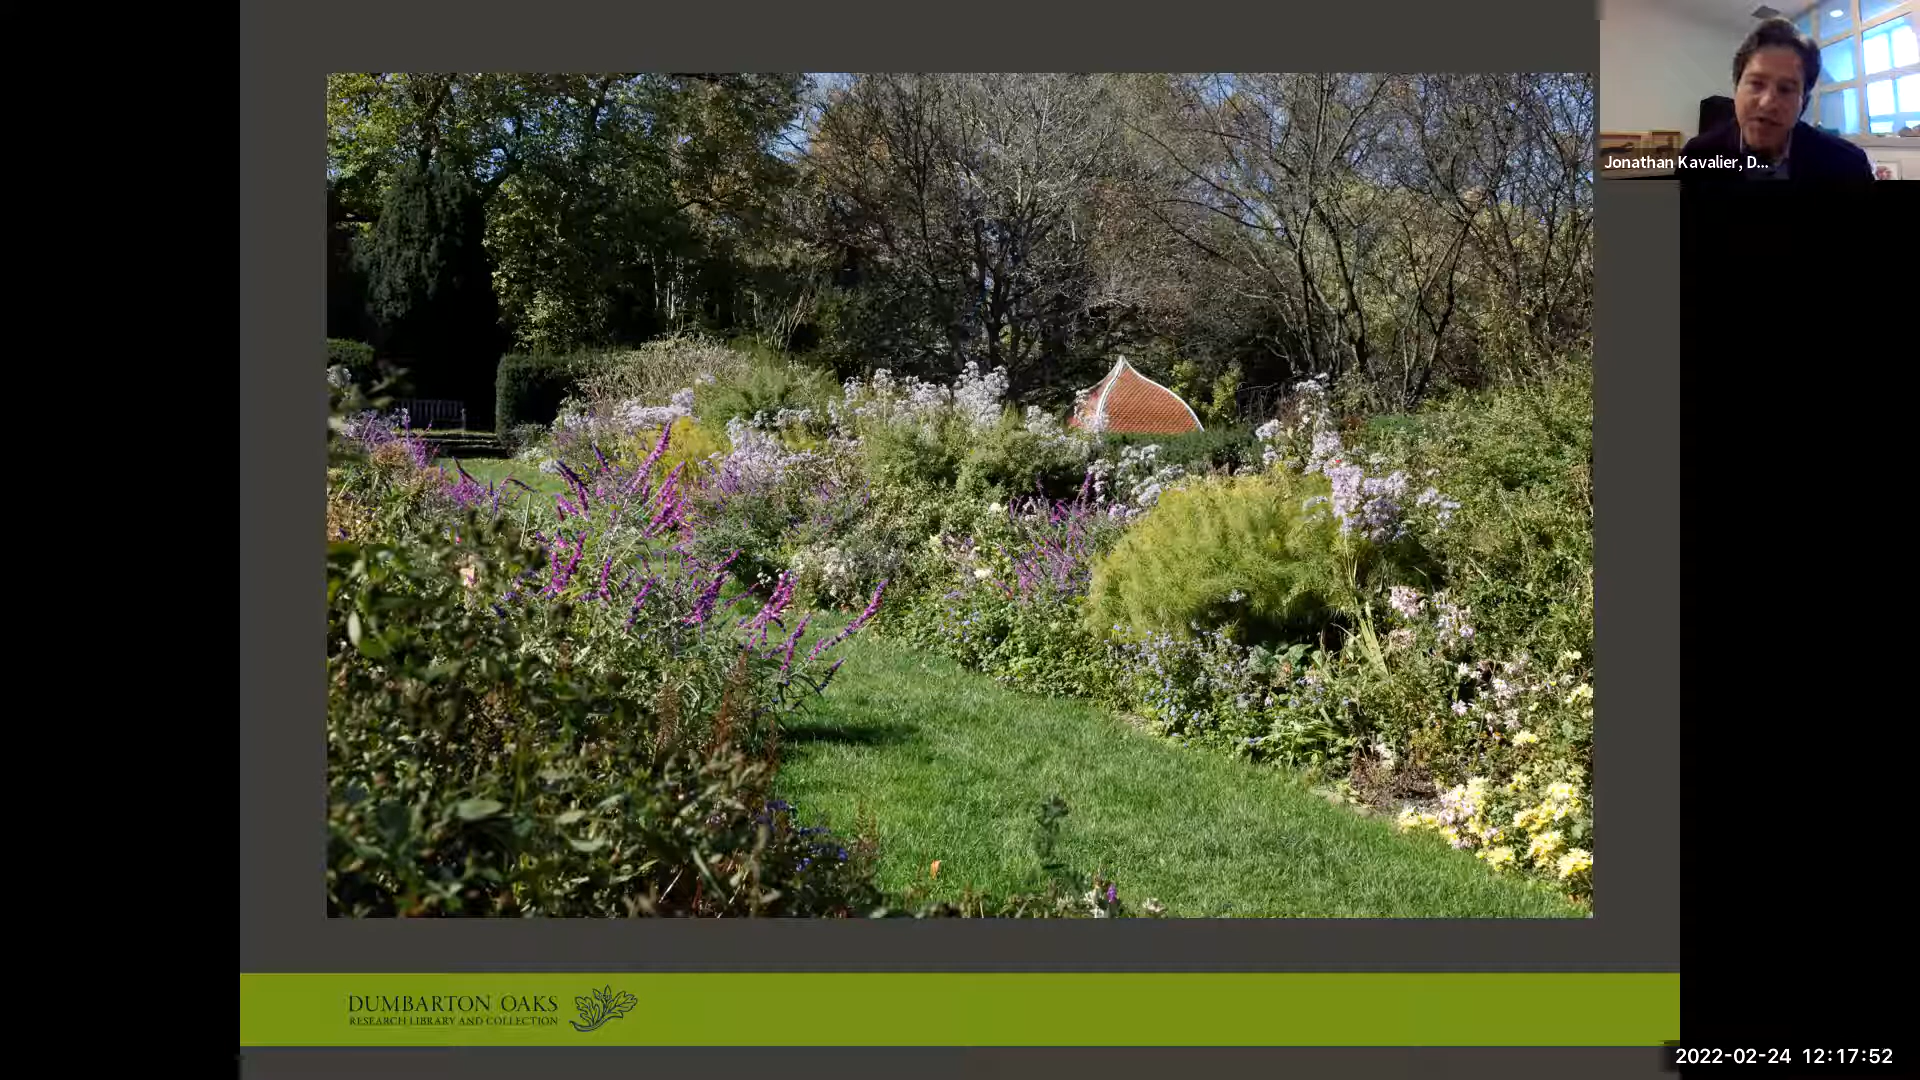 Jonathan Kavalier, D...
DUMBARTON OAKS
RESEARCH LIBRARY AND COLLECTION
2022-02-24 12:17:52